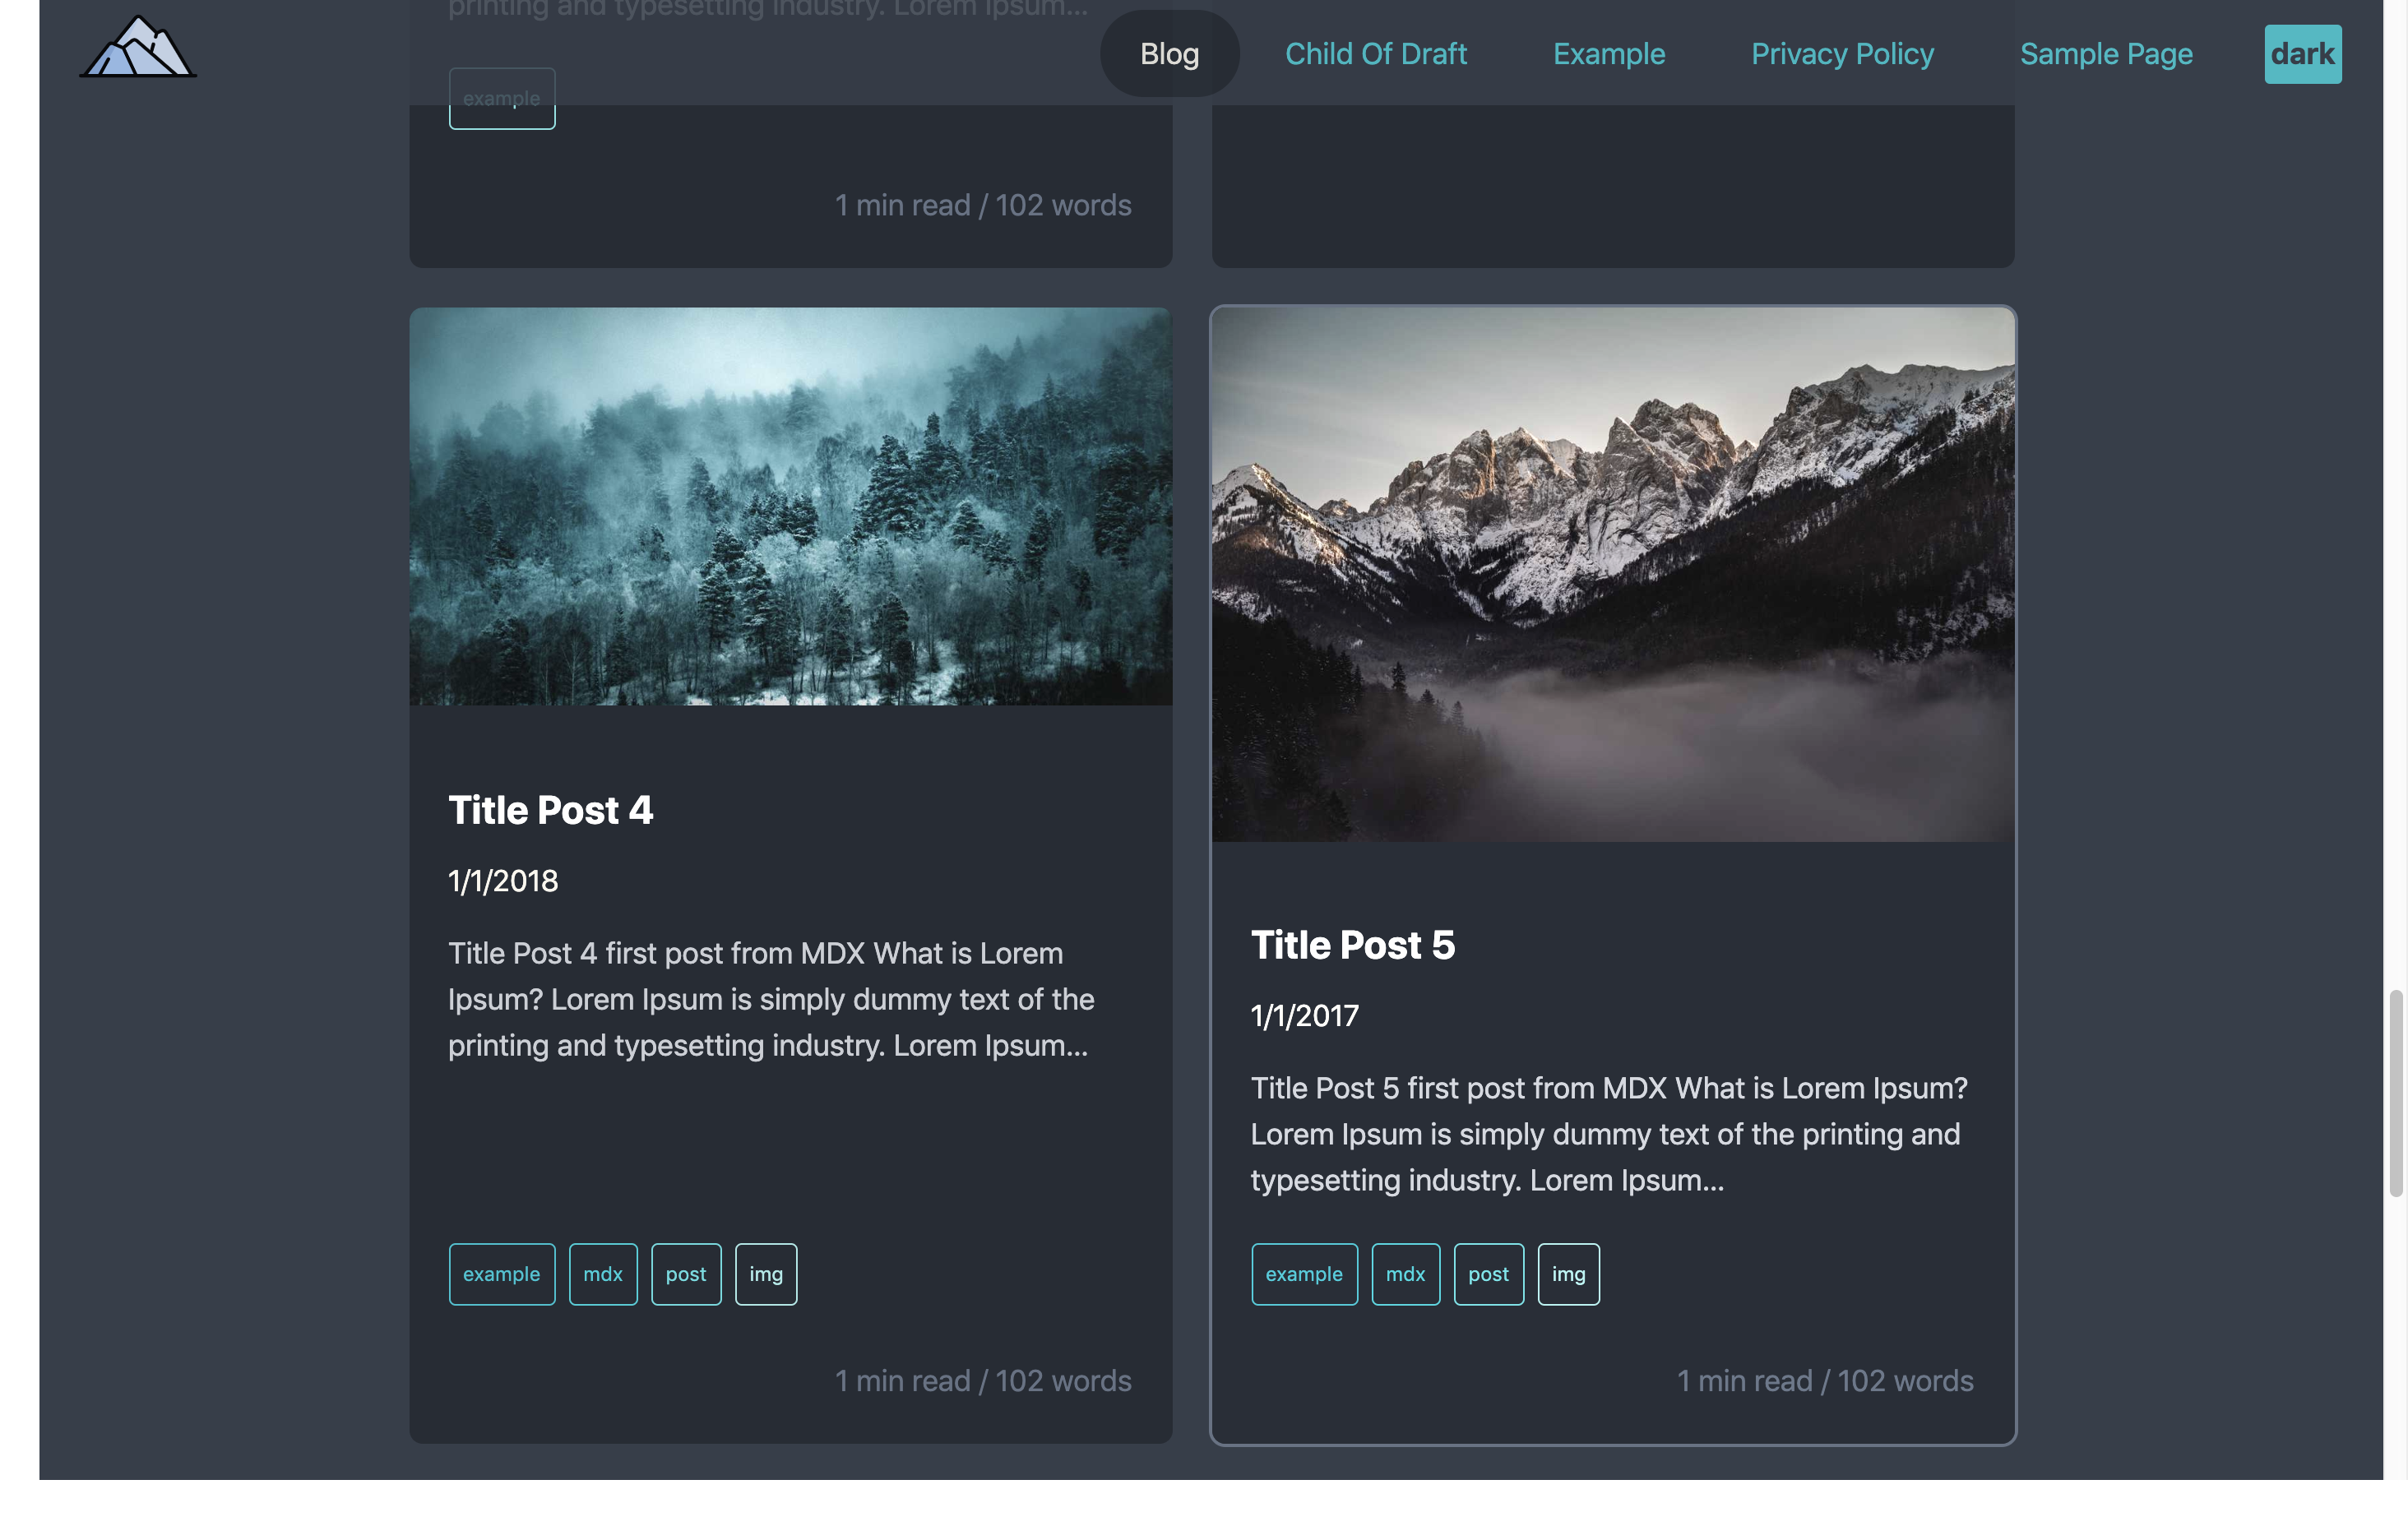 printing and typesetting industry. Lorem Ipsum...
Blog
Child Of Draft
Example
Privacy Policy
Sample Page
dark
example
1 min read / 102 words
Title Post 4
1/1/2018
Title Post 4 first post from MDX What is Lorem
Ipsum? Lorem Ipsum is simply dummy text of the
printing and typesetting industry. Lorem Ipsum...
example
mdx
post
img
1 min read / 102 words
Title Post 5
1/1/2017
Title Post 5 first post from MDX What is Lorem Ipsum?
Lorem Ipsum is simply dummy text of the printing and
typesetting industry. Lorem Ipsum...
example
mdx
post
img
1 min read / 102 words